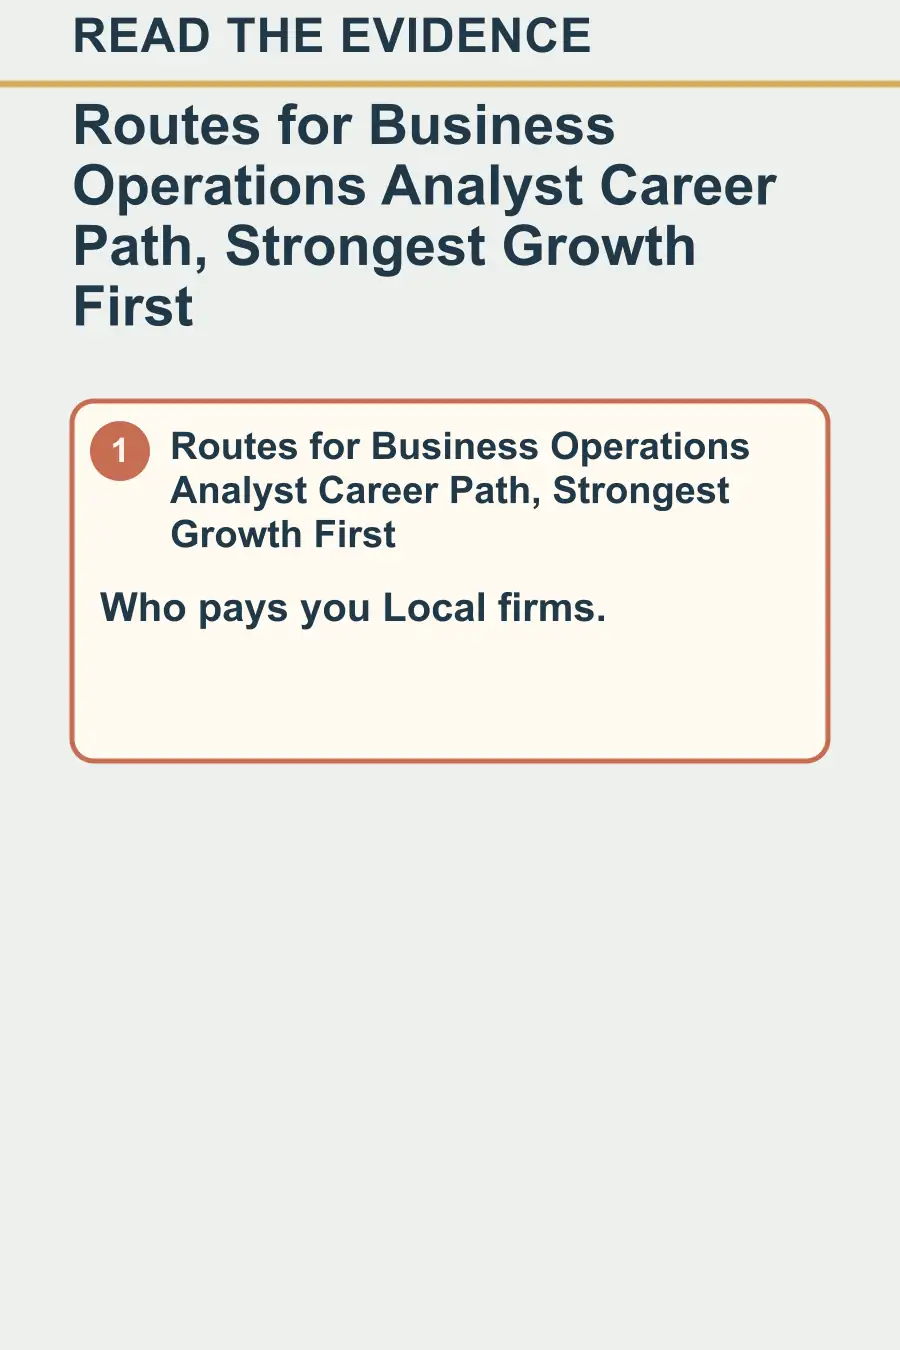 READ THE EVIDENCE
Routes for Business
Operations Analyst Career
Path, Strongest Growth
First
1
Routes for Business Operations
Analyst Career Path, Strongest
Growth First
Who pays you Local firms.